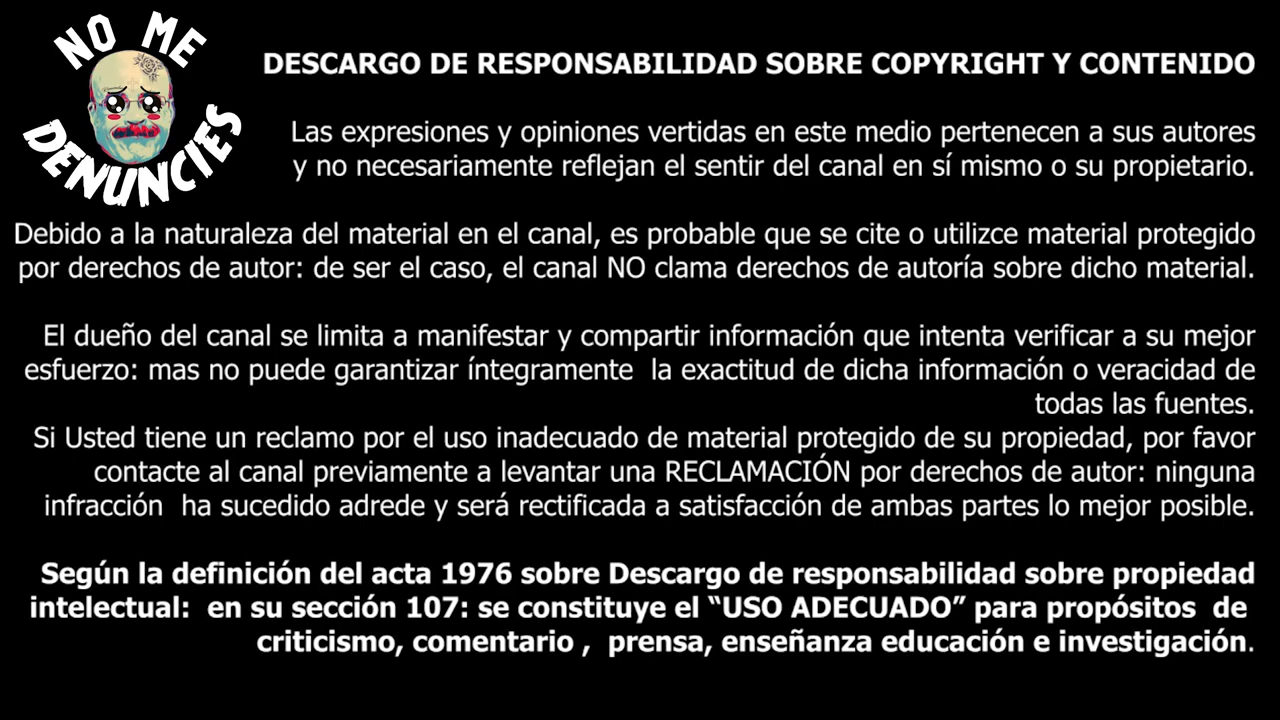 NO ME
DENUNCIES
DESCARGO DE RESPONSABILIDAD SOBRE COPYRIGHT Y CONTENIDO
Las expresiones y opiniones vertidas en este medio pertenecen a sus autores
y no necesariamente reflejan el sentir del canal en sí mismo o su propietario.
Debido a la naturaleza del material en el canal, es probable que se cite o utilizce material protegido
por derechos de autor: de ser el caso, el canal NO clama derechos de autoría sobre dicho material.
El dueño del canal se limita a manifestar y compartir información que intenta verificar a su mejor
esfuerzo: mas no puede garantizar íntegramente  la exactitud de dicha información o veracidad de
todas las fuentes.
Si Usted tiene un reclamo por el uso inadecuado de material protegido de su propiedad, por favor
contacte al canal previamente a levantar una RECLAMACIÓN por derechos de autor: ninguna
infracción  ha sucedido adrede y será rectificada a satisfacción de ambas partes lo mejor posible.
Según la definición del acta 1976 sobre Descargo de responsabilidad sobre propiedad
intelectual:  en su sección 107: se constituye el “USO ADECUADO” para propósitos  de
criticismo, comentario ,  prensa, enseñanza educación e investigación.